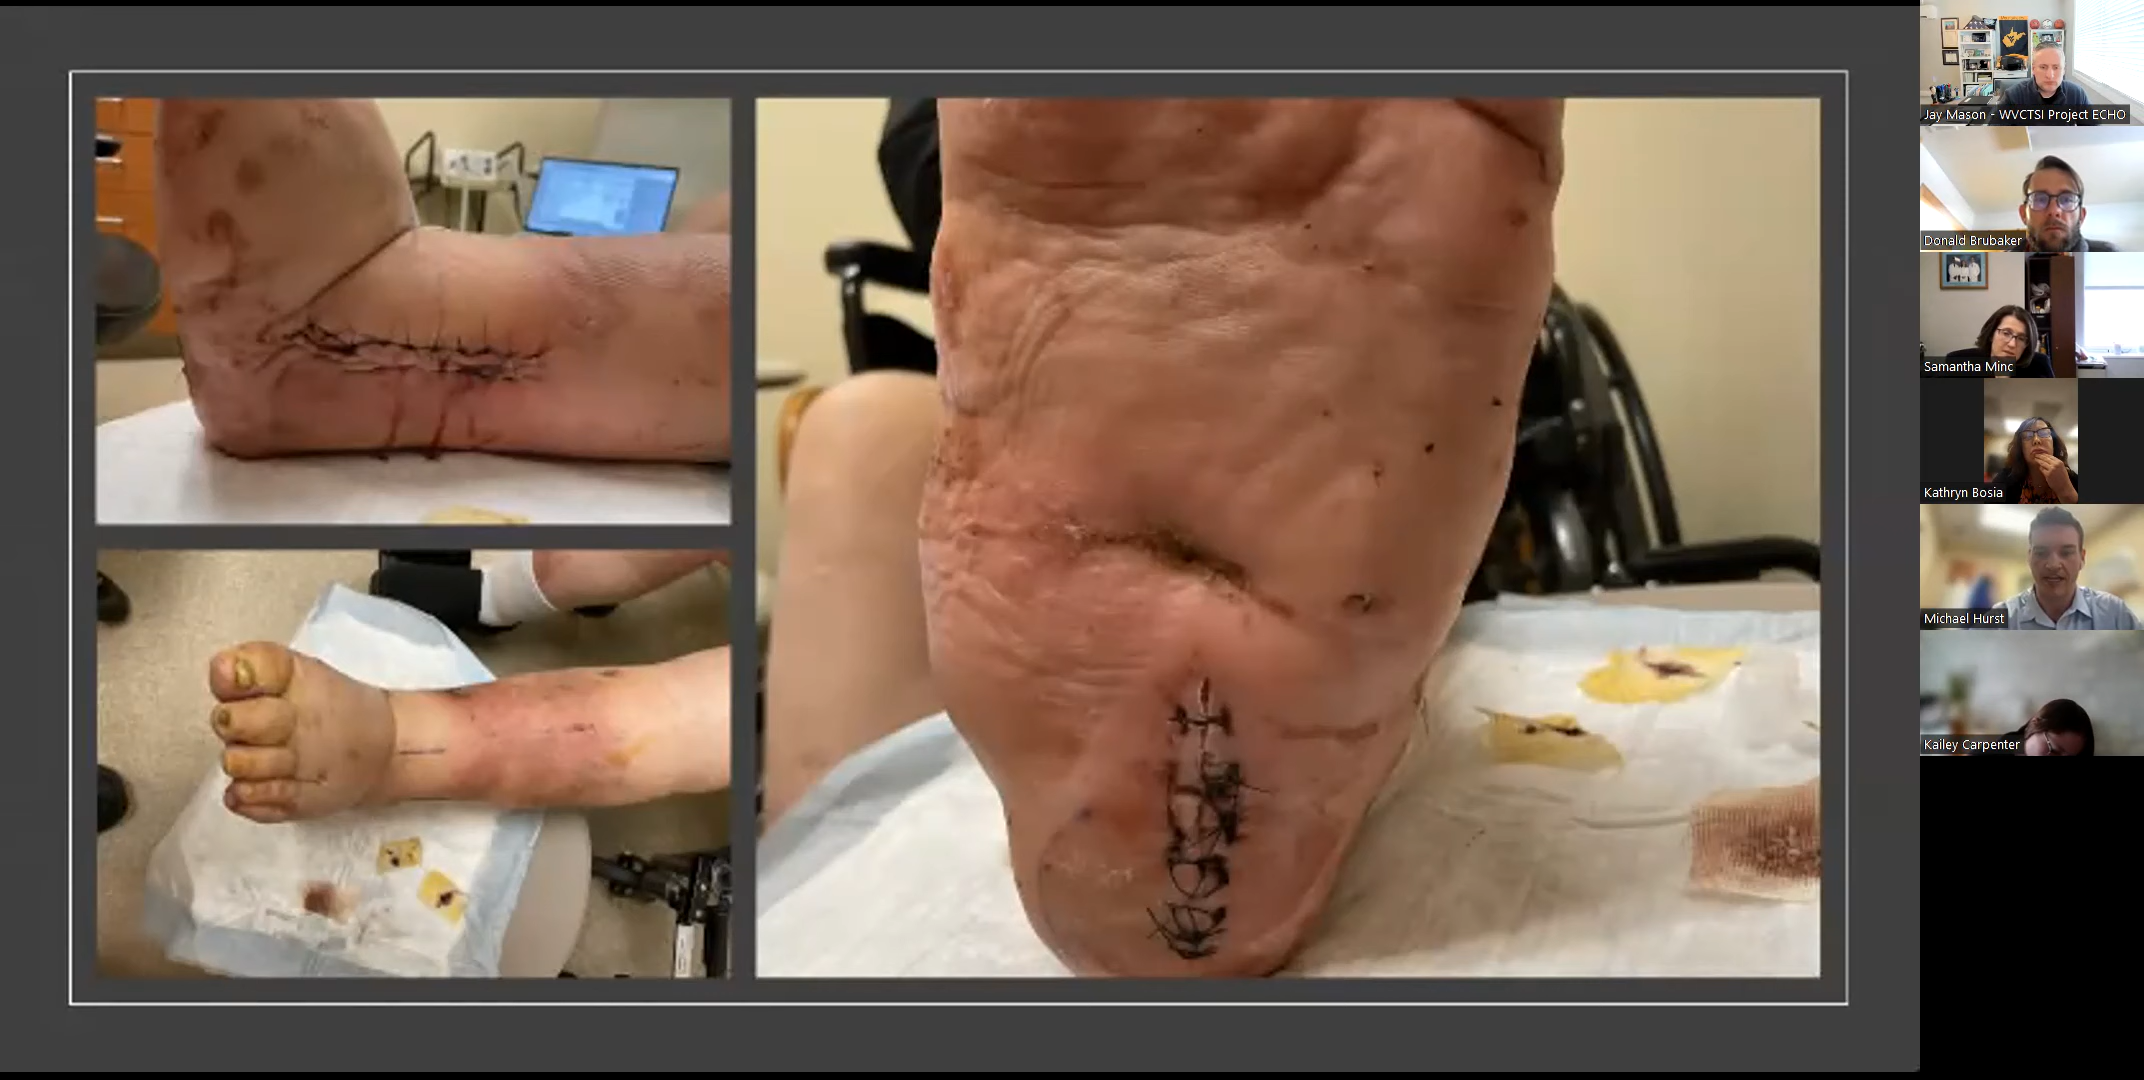 Jay Mason - WVCTSI Project ECHO
Donald Brubaker
Samantha Minc
Kathryn Bosia
Michael Hurst
Kailey Carpenter